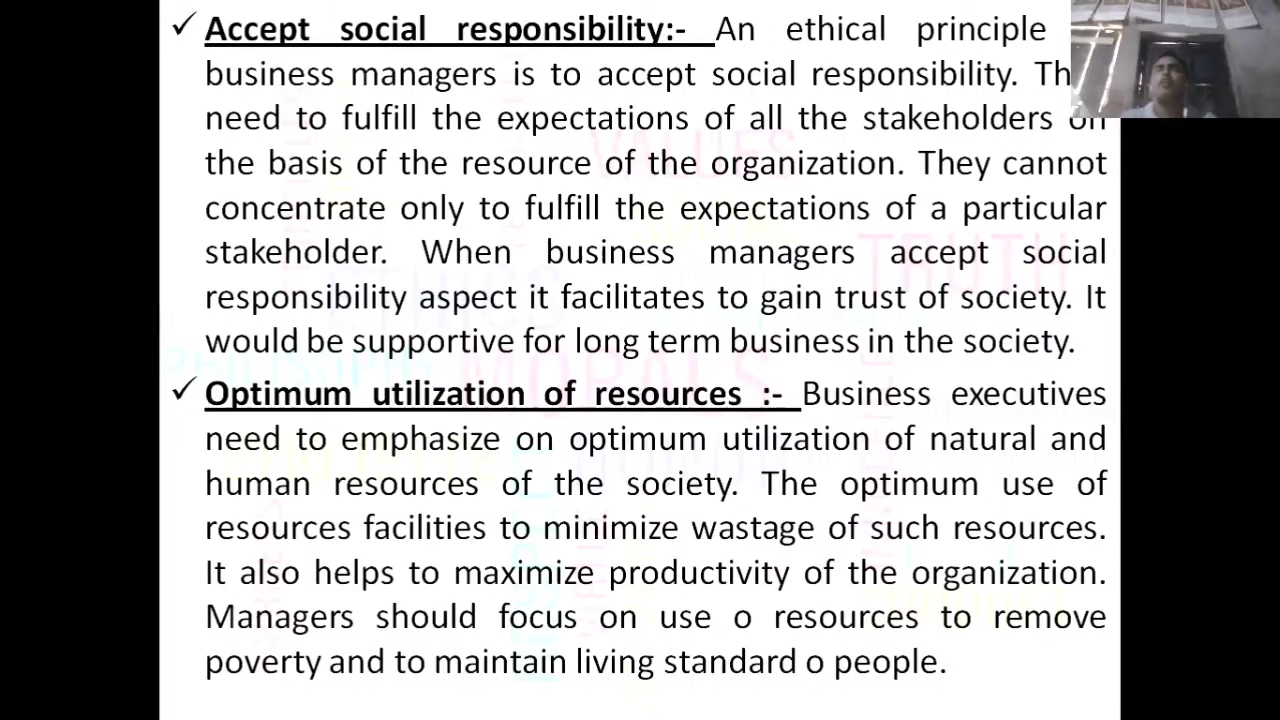 ✓ Accept social responsibility:- An ethical principle
business managers is to accept social responsibility. Th
need to fulfill the expectations of all the stakeholders on
the basis of the resource of the organization. They cannot
concentrate only to fulfill the expectations of a particular
stakeholder. When business managers accept social
responsibility aspect it facilitates to gain trust of society. It
would be supportive for long term business in the society.
✓ Optimum utilization of resources :- Business executives
need to emphasize on optimum utilization of natural and
human resources of the society. The optimum use of
resources facilities to minimize wastage of such resources.
It also helps to maximize productivity of the organization.
Managers should focus on use o resources to remove
poverty and to maintain living standard o people.